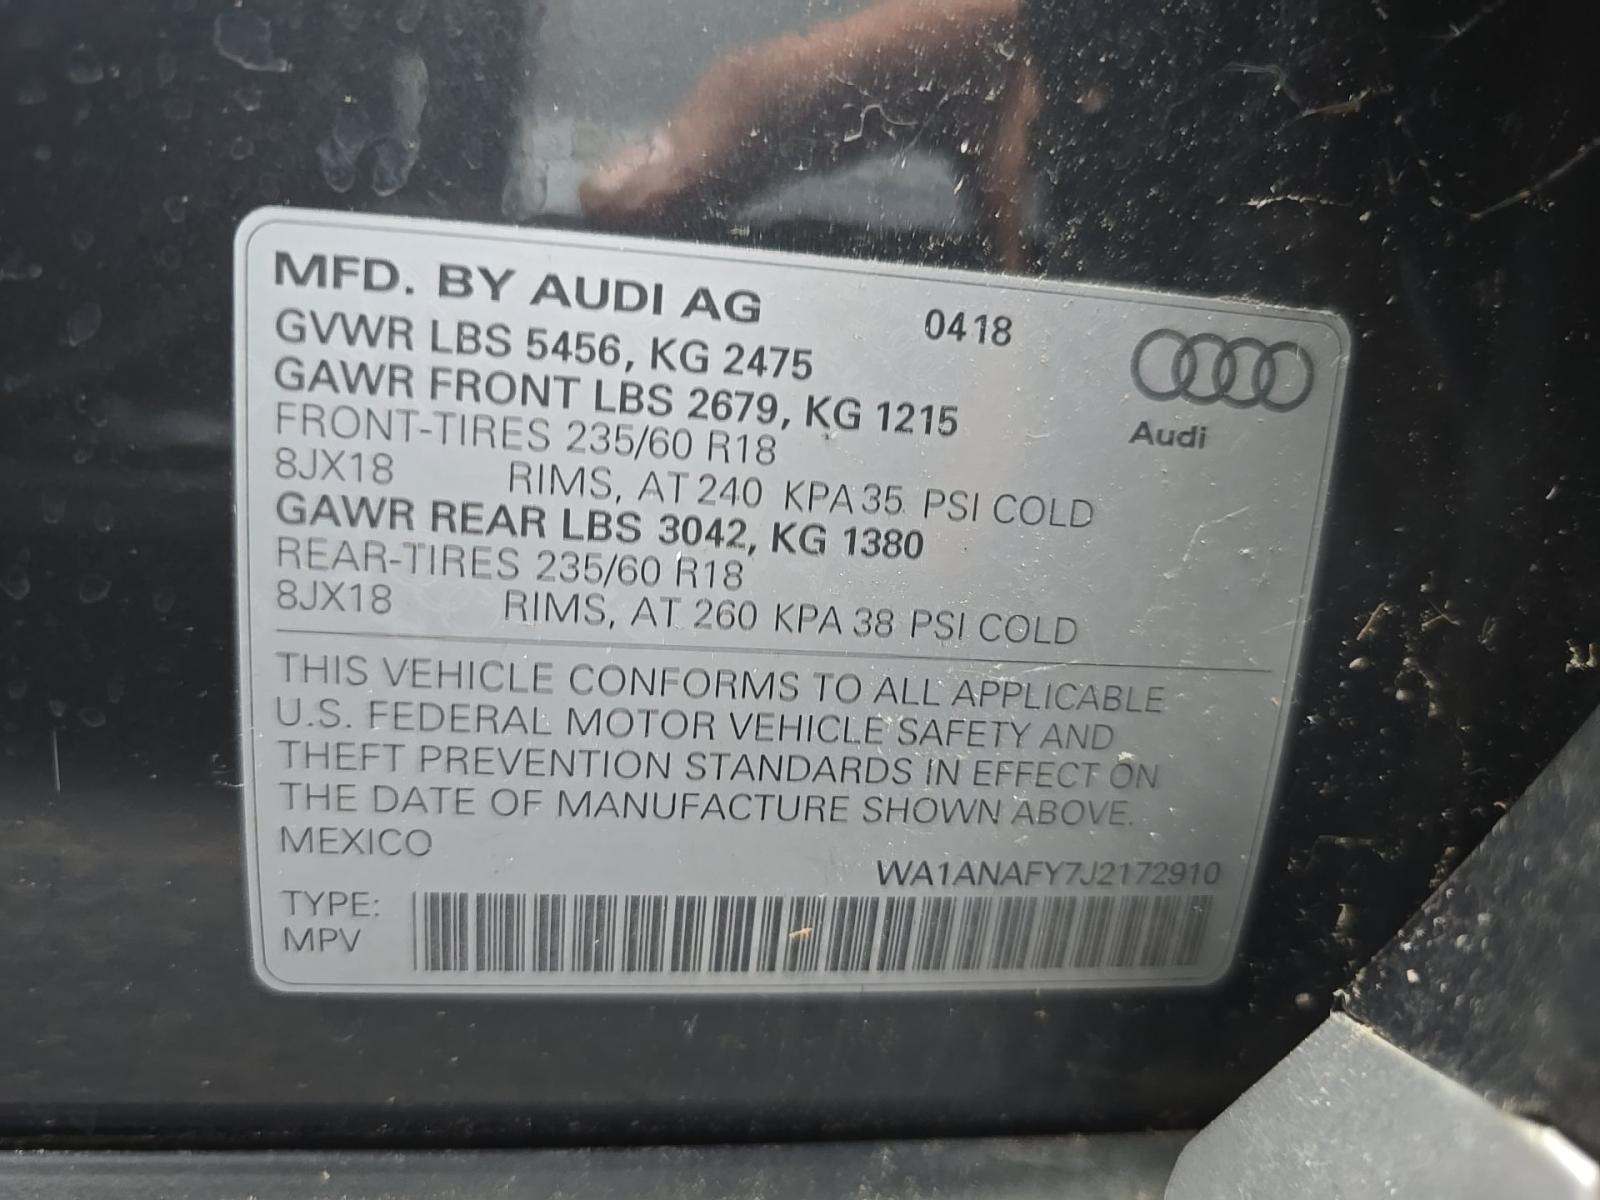 MFD. BY AUDI AG 0418
GVWR LBS 5456, KG 2475
GAWR FRONT LBS 2679, KG 1215
FRONT-TIRES 235/60 R18
8JX18 RIMS, AT 240 KPA 35 PSI COLD
GAWR REAR LBS 3042, KG 1380
REAR-TIRES 235/60 R18
8JX18 RIMS, AT 260 KPA 38 PSI COLD
Audi
THIS VEHICLE CONFORMS TO ALL APPLICABLE
U.S. FEDERAL MOTOR VEHICLE SAFETY AND
THEFT PREVENTION STANDARDS IN EFFECT ON
THE DATE OF MANUFACTURE SHOWN ABOVE.
MEXICO
WA1ANAFY7J2172910
TYPE:
MPV